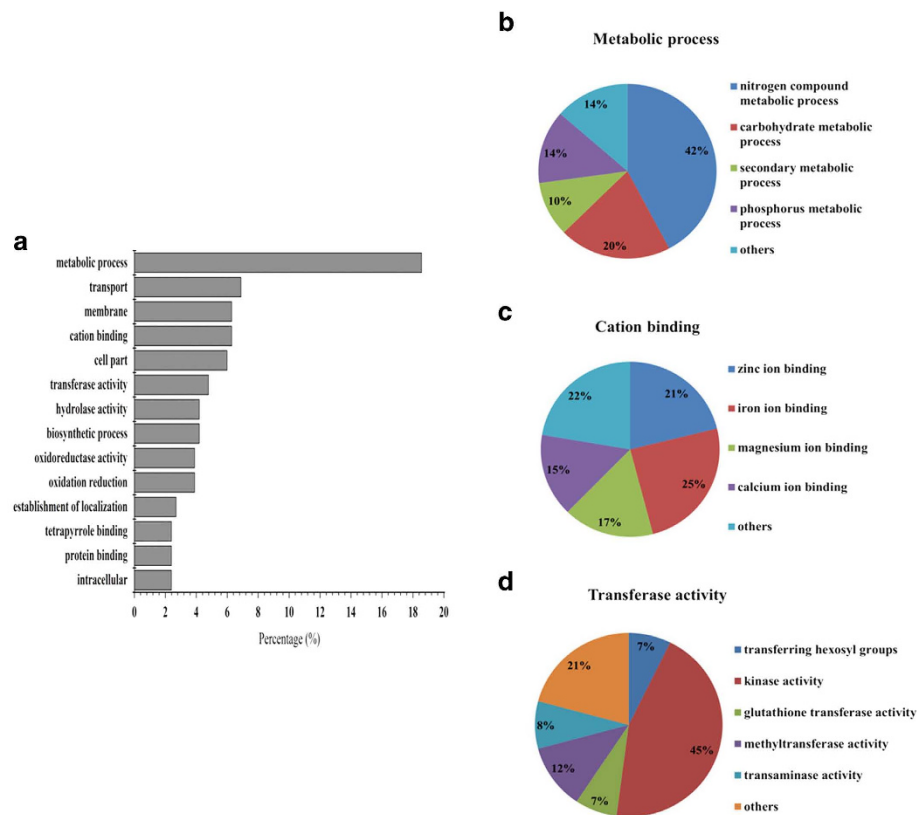 a
metabolic process
transport
membrane
cation binding
cell part
transferase activity
hydrolase activity
biosynthetic process
oxidoreductase activity
oxidation reduction
establishment of localization
tetrapyrrole binding
protein binding
intracellular
0 2 4 6 8 10 12 14 16 18 20
Percentage (%)
b
Metabolic process
14%
42%
14%
10%
20%
nitrogen compound
metabolic process
carbohydrate metabolic
process
secondary metabolic
process
phosphorus metabolic
process
others
c
Cation binding
22%
21%
15%
25%
17%
zinc ion binding
iron ion binding
magnesium ion binding
calcium ion binding
others
d
Transferase activity
7%
21%
8%
45%
12%
7%
transferring hexosyl groups
kinase activity
glutathione transferase activity
methyltransferase activity
transaminase activity
others